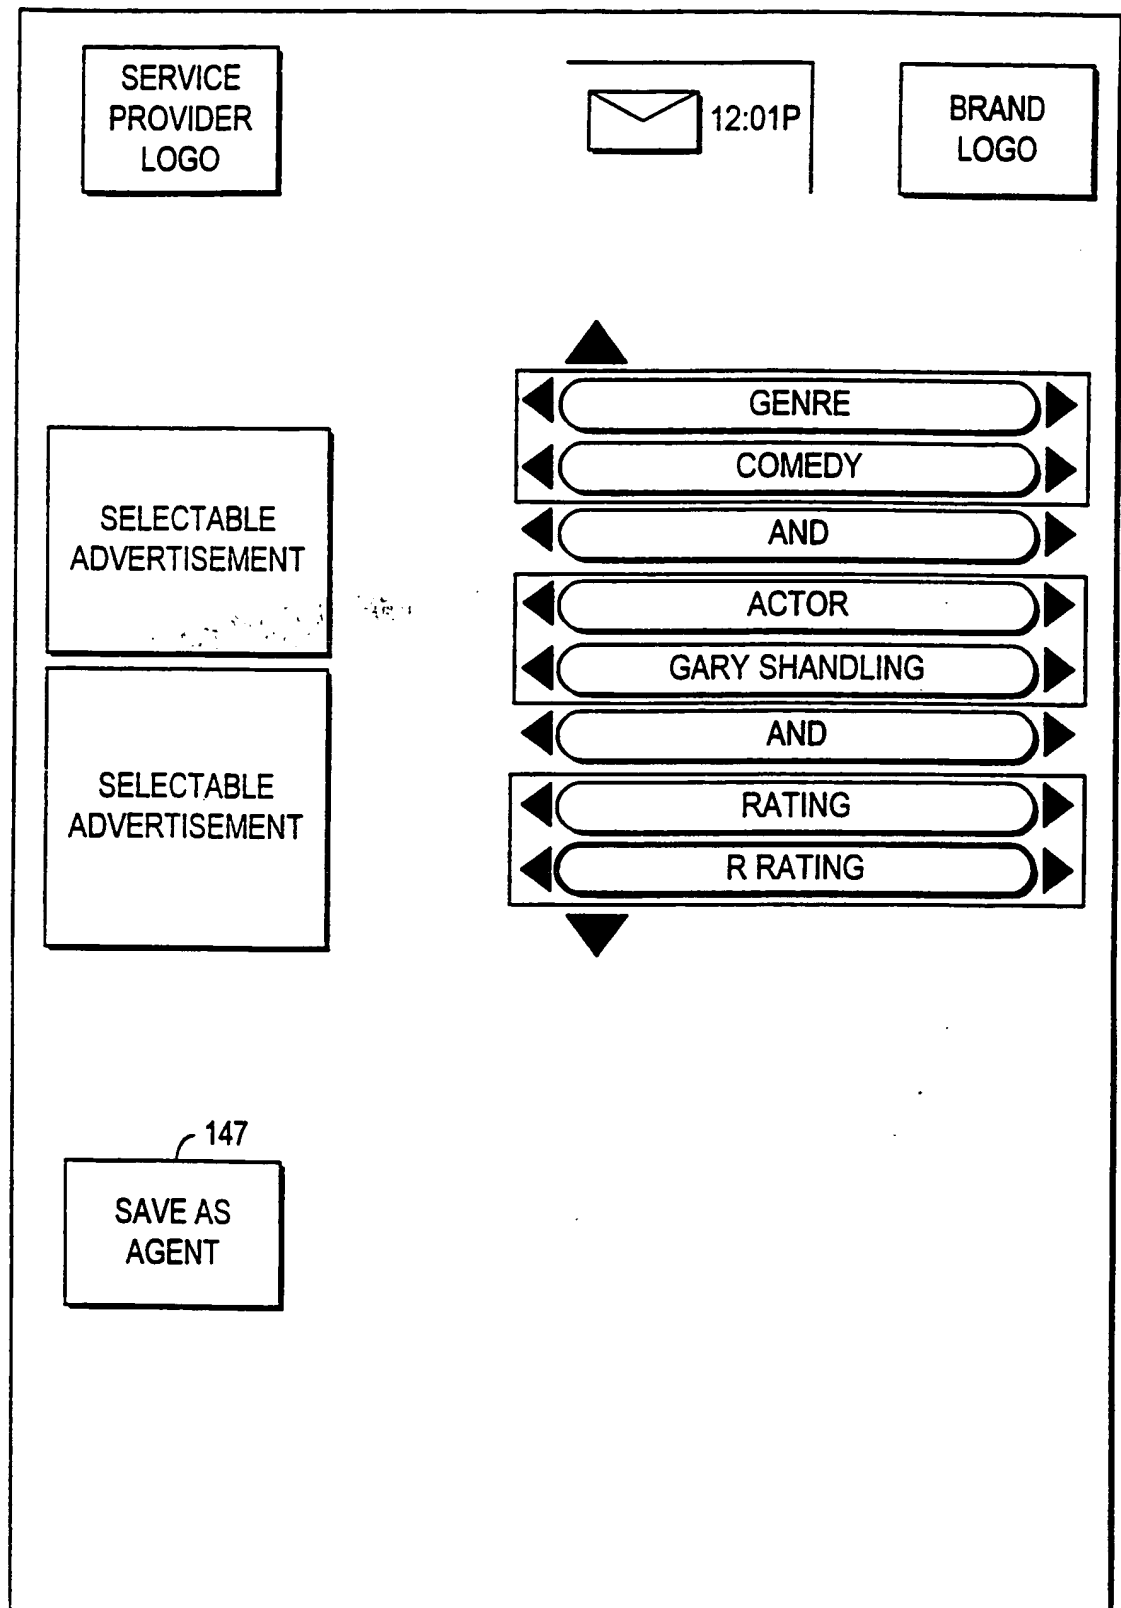 SERVICE
PROVIDER
LOGO
12:01P
BRAND
LOGO
GENRE
COMEDY
AND
ACTOR
GARY SHANDLING
AND
RATING
R RATING
SELECTABLE
ADVERTISEMENT
SELECTABLE
ADVERTISEMENT
147
SAVE AS
AGENT